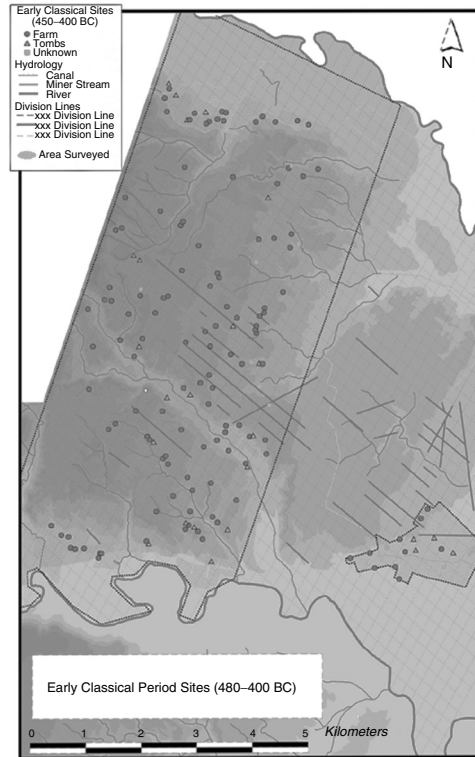 Early Classical Sites
(450–400 BC)
Farm
Tombs
Unknown
Hydrology
Canal
Miner Stream
River
Division Lines
xxx Division Line
xxx Division Line
xxx Division Line
Area Surveyed
N
Early Classical Period Sites (480–400 BC)
Kilometers
0 1 2 3 4 5